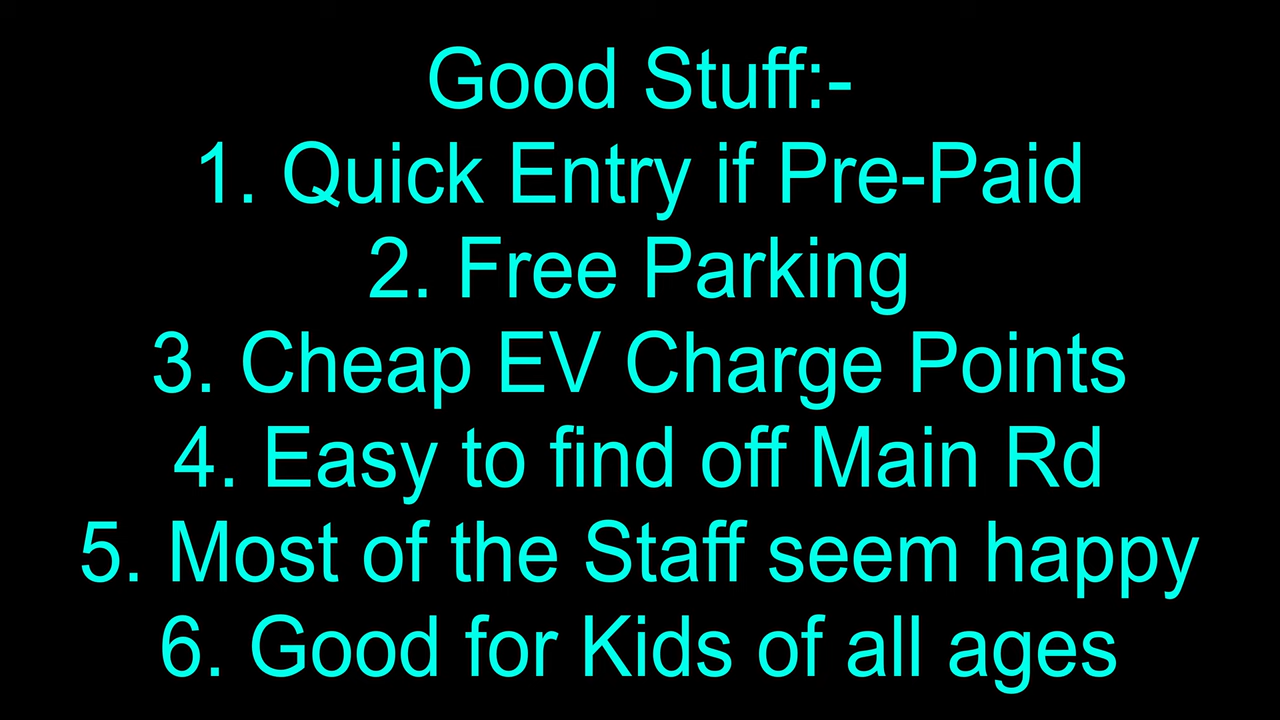 Good Stuff:-
1. Quick Entry if Pre-Paid
2. Free Parking
3. Cheap EV Charge Points
4. Easy to find off Main Rd
5. Most of the Staff seem happy
6. Good for Kids of all ages